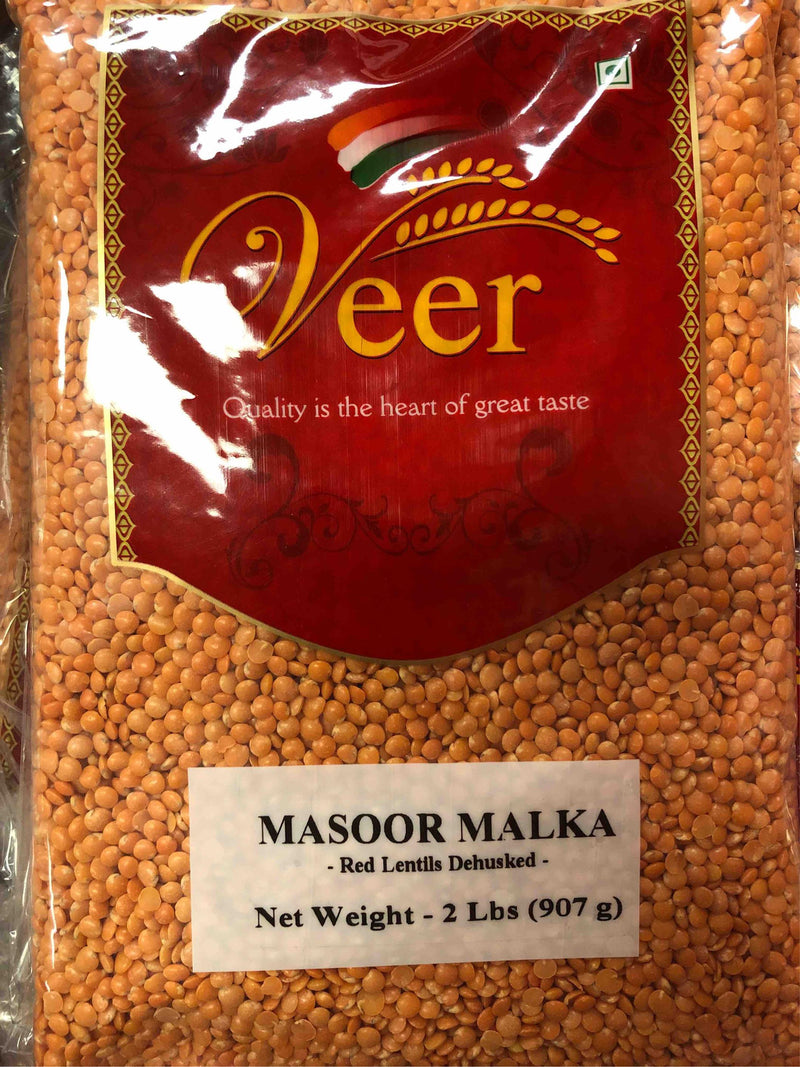 Veer
Quality is the heart of great taste
MASOOR MALKA
- Red Lentils Dehusked -
Net Weight - 2 Lbs (907 g)